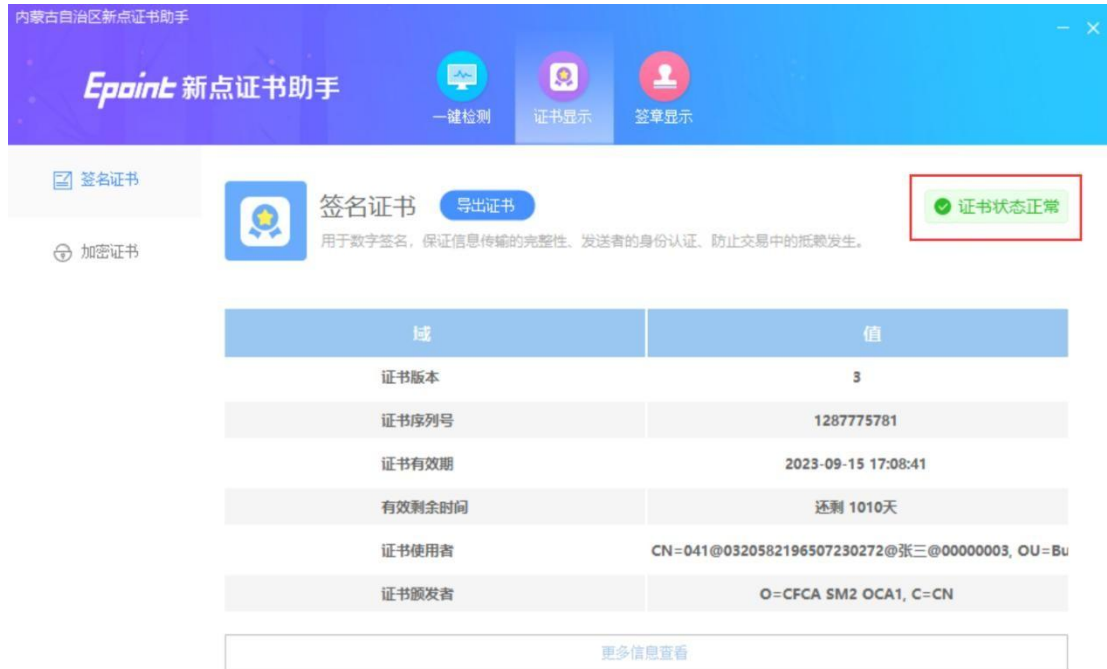 内蒙古自治区新点证书助手
Epoint 新点证书助手
一键检测
证书显示
签章显示
签名证书
加密证书
签名证书 导出证书
证书状态正常
用于数字签名，保证信息传输的完整性、发送者的身份认证、防止交易中的抵赖发生。
域 值
证书版本 3
证书序列号 1287775781
证书有效期 2023-09-15 17:08:41
有效剩余时间 还剩 1010天
证书使用者 CN=041@0320582196507230272@张三@00000003, OU=Bu
证书颁发者 O=CFCA SM2 OCA1, C=CN
更多信息查看